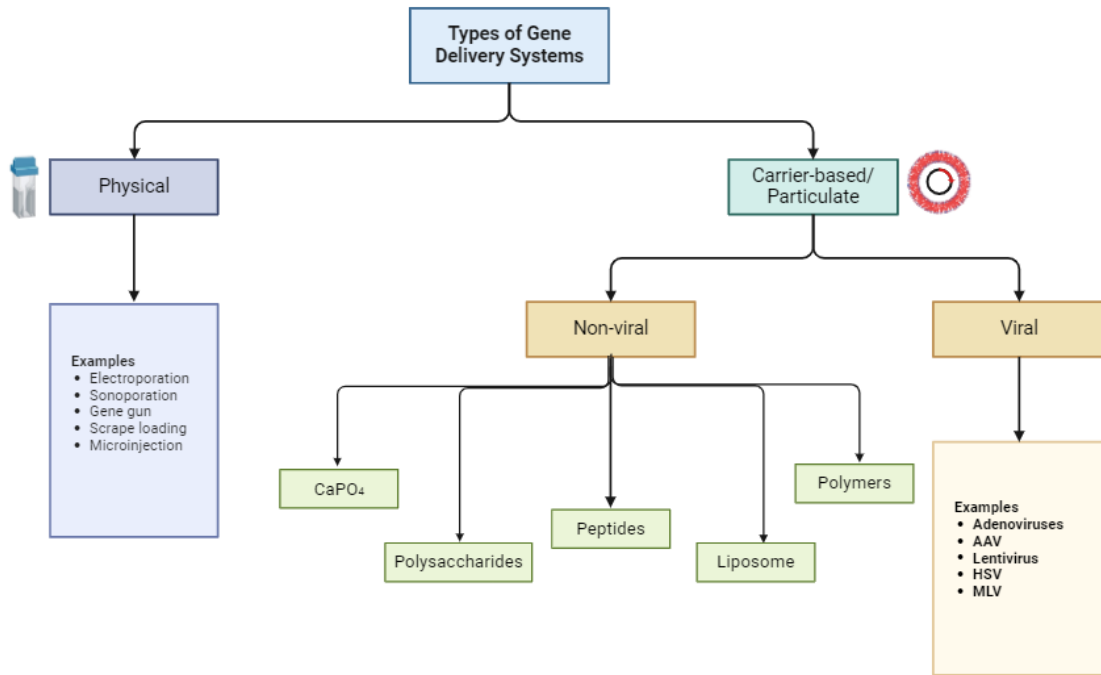 Types of Gene
Delivery Systems
Physical
Carrier-based/
Particulate
Non-viral
Viral
Examples
• Electroporation
• Sonoporation
• Gene gun
• Scrape loading
• Microinjection
CaPO₄
Polysaccharides
Peptides
Liposome
Polymers
Examples
• Adenoviruses
• AAV
• Lentivirus
• HSV
• MLV